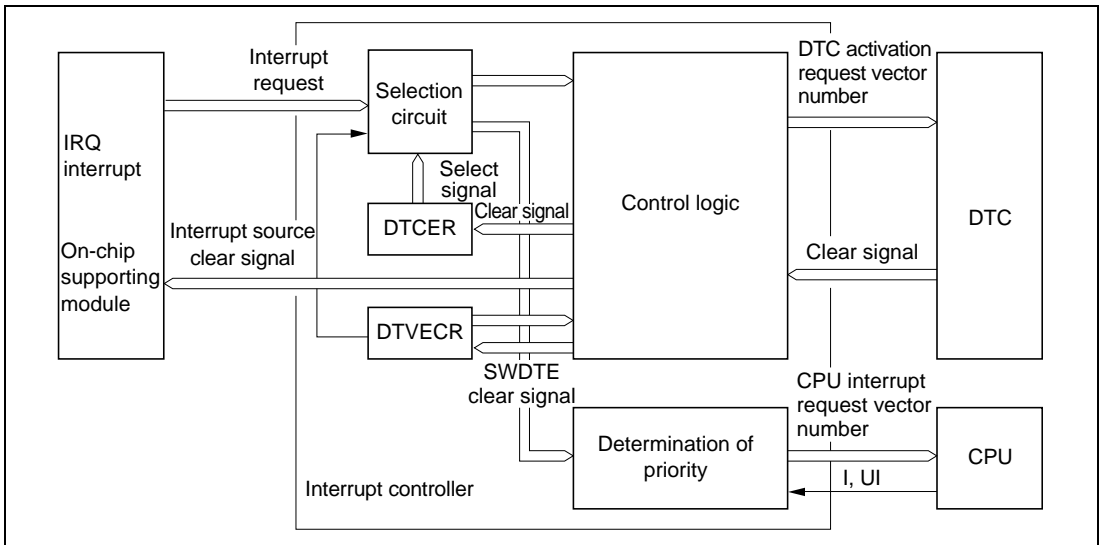 Interrupt
request
DTC activation
request vector
number
Selection
circuit
IRQ
interrupt
Select
signal
Control logic
DTC
DTCER
Clear signal
Interrupt source
clear signal
On-chip
supporting
module
Clear signal
DTVECR
SWDTE
clear signal
CPU interrupt
request vector
number
Determination of
priority
CPU
I, UI
Interrupt controller